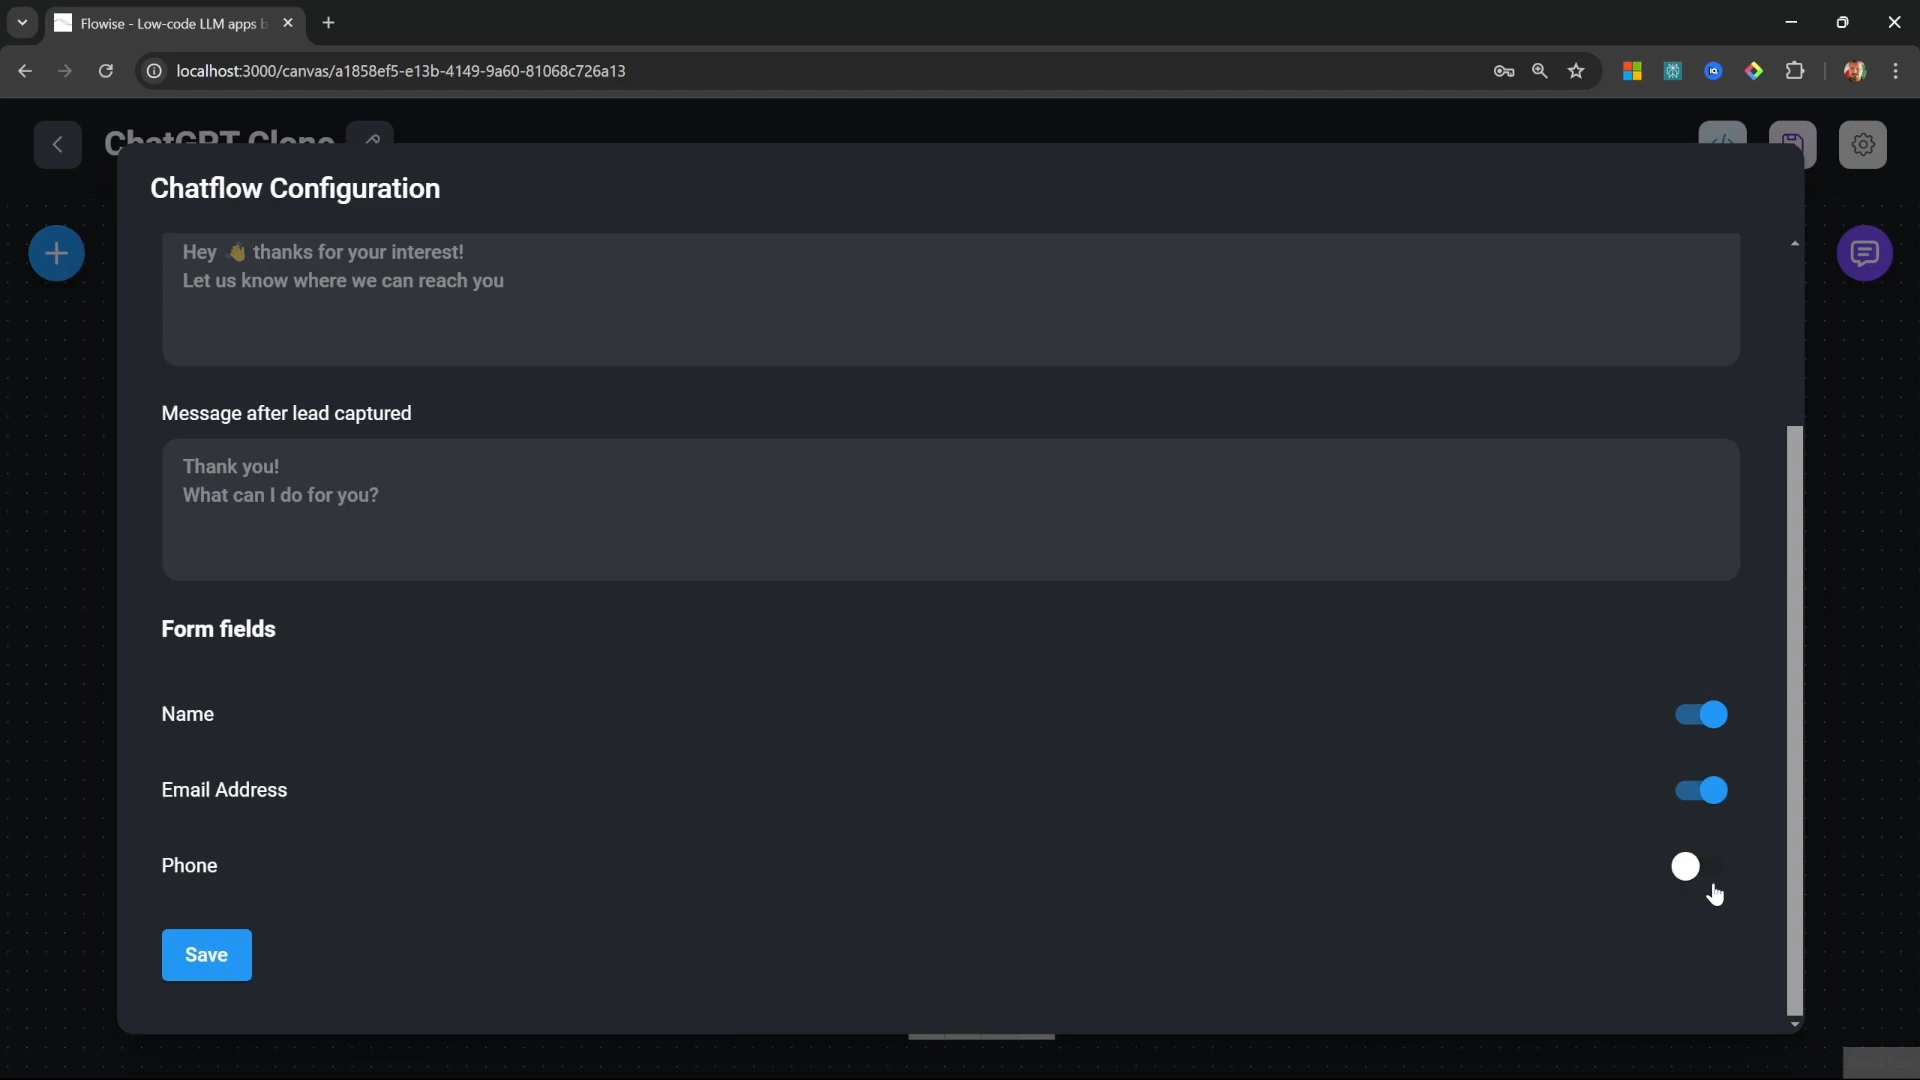 Flowise - Low-code LLM apps b
localhost:3000/canvas/a1858ef5-e13b-4149-9a60-81068c726a13
ChatGPT Clone
Chatflow Configuration
Hey 👋 thanks for your interest!
Let us know where we can reach you
Message after lead captured
Thank you!
What can I do for you?
Form fields
Name
Email Address
Phone
Save